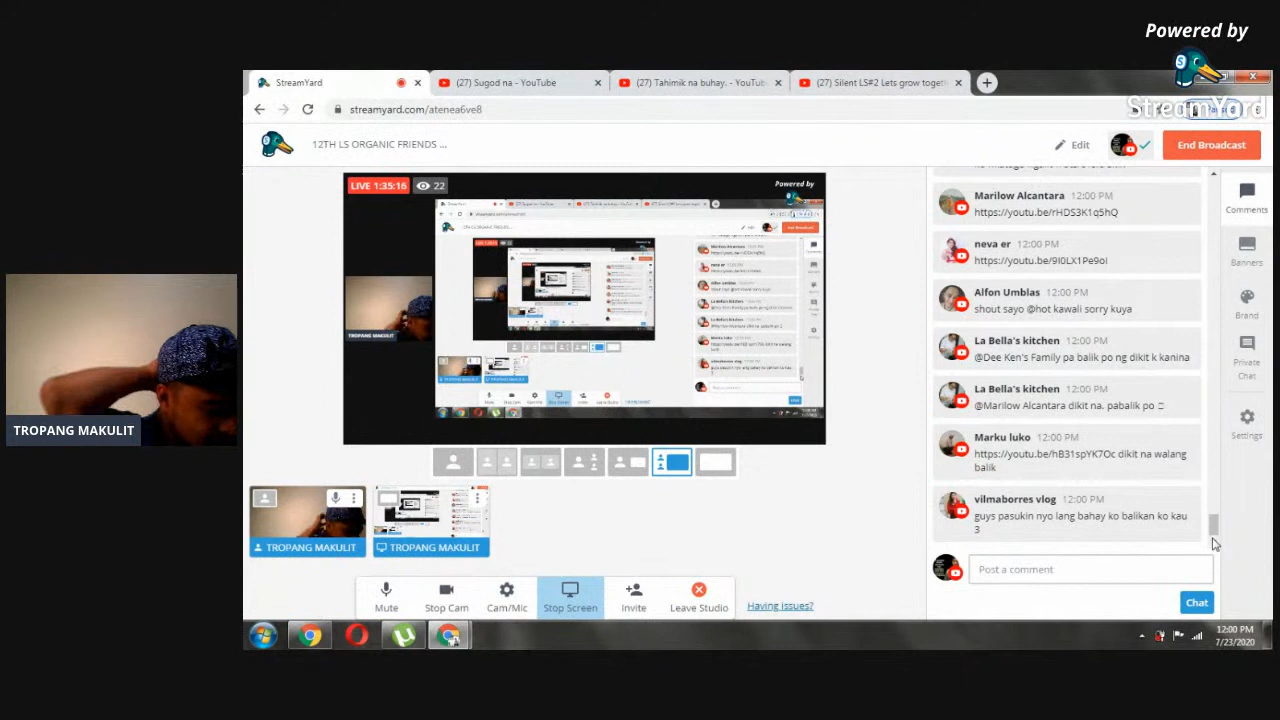 Powered by
StreamYard
StreamYard
(27) Sugod na - YouTube
(27) Tahimik na buhay. - YouTub
(27) Silent LS#2 Lets grow togeth
streamyard.com/atenea6ve8
12TH LS ORGANIC FRIENDS ...
Edit
End Broadcast
LIVE 1:35:16
22
Powered by
Marilow Alcantara 12:00 PM
https://youtu.be/rHDS3K1q5hQ
neva er 12:00 PM
https://youtu.be/9I0LX1Pe9oI
Alfon Umblas 12:00 PM
shout sayo @hot kawali sorry kuya
La Bella's kitchen 12:00 PM
@Dee Ken's Family pa balik po ng dikit k kanina
La Bella's kitchen 12:00 PM
@Marilow Alcantara dikit na. pabalik po □
Marku luko 12:00 PM
https://youtu.be/hB31spYK7Oc dikit na walang
balik
vilmaborres vlog 12:00 PM
guys pasukin nyo lang bahay ko balikan ko kau
3
Post a comment
Chat
Comments
Banners
Brand
Private
Chat
Settings
TROPANG MAKULIT
TROPANG MAKULIT
TROPANG MAKULIT
Mute
Stop Cam
Cam/Mic
Stop Screen
Invite
Leave Studio
Having issues?
12:00 PM
7/23/2020